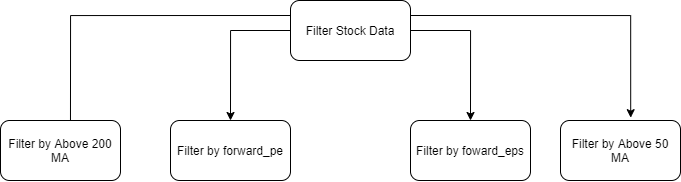 Filter Stock Data
Filter by Above 200
MA
Filter by forward_pe
Filter by foward_eps
Filter by Above 50
MA